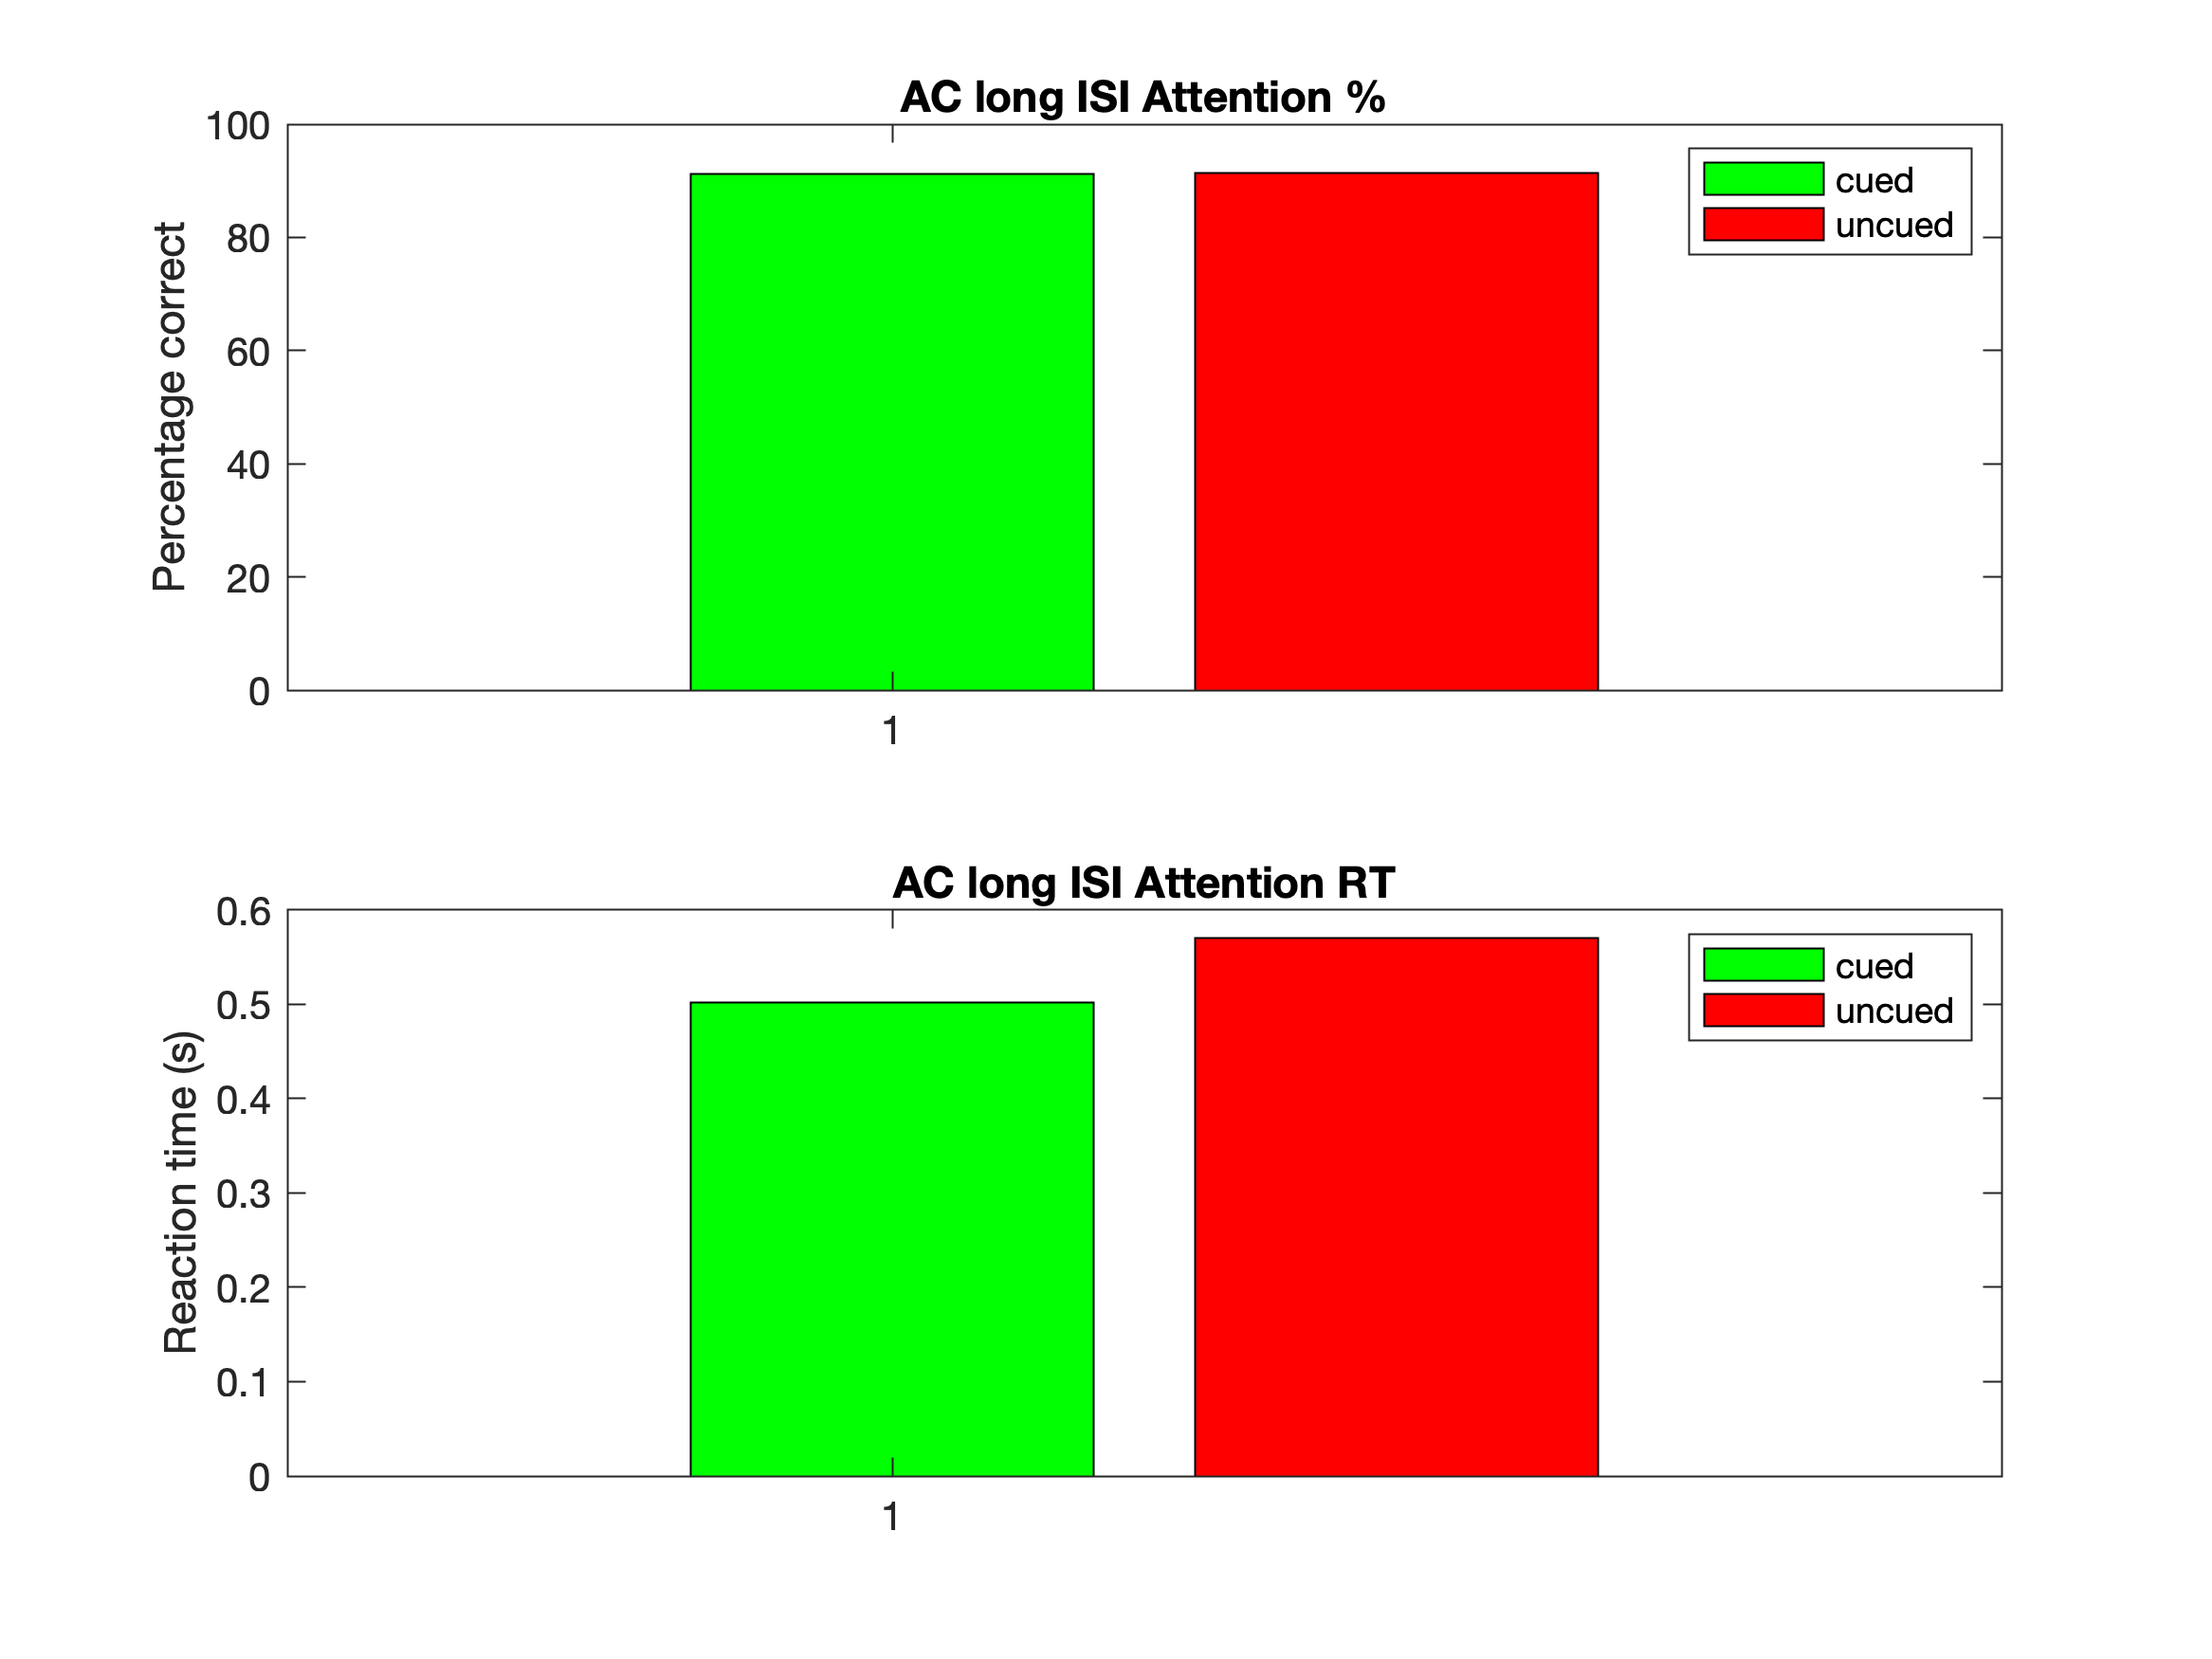 AC long ISI Attention %
Percentage correct
100
80
60
40
20
0
1
cued
uncued
AC long ISI Attention RT
Reaction time (s)
0.6
0.5
0.4
0.3
0.2
0.1
0
1
cued
uncued